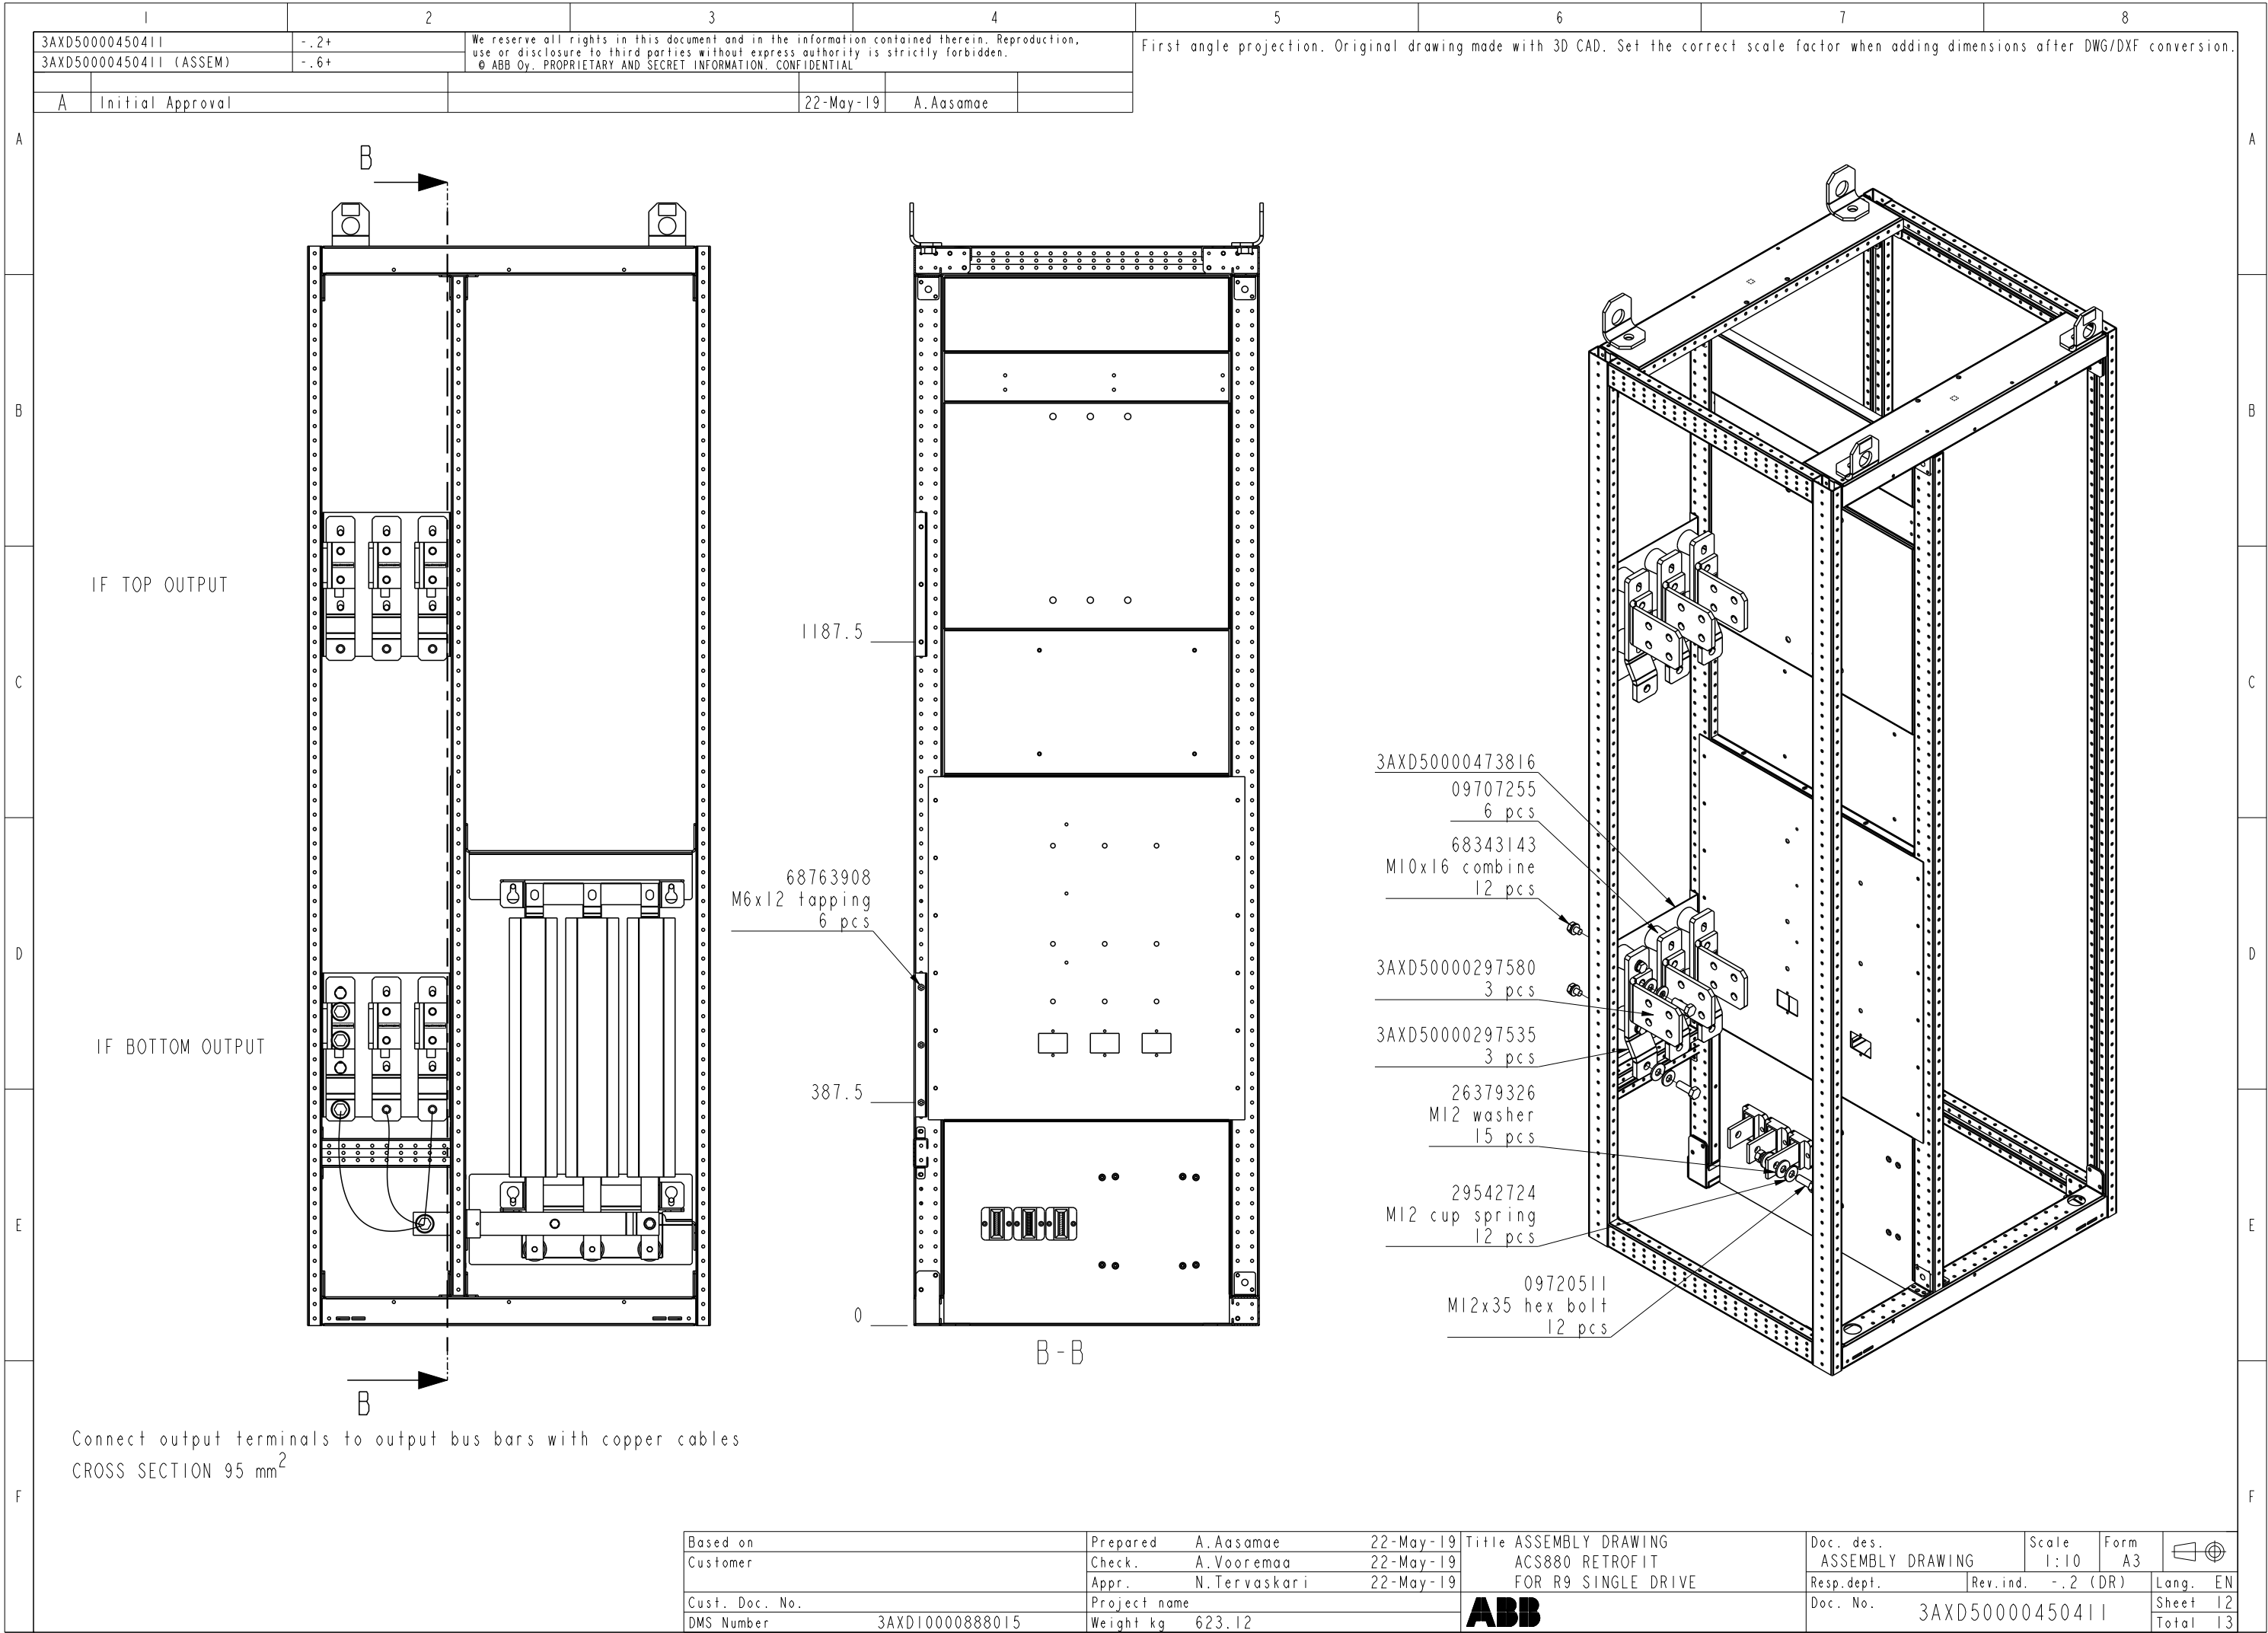 1 2 3 4 5 6 7 8
3AXD50000450411 -.2+
3AXD50000450411 (ASSEM) -.6+
We reserve all rights in this document and in the information contained therein. Reproduction,
use or disclosure to third parties without express authority is strictly forbidden.
© ABB Oy. PROPRIETARY AND SECRET INFORMATION. CONFIDENTIAL
First angle projection. Original drawing made with 3D CAD. Set the correct scale factor when adding dimensions after DWG/DXF conversion.
A Initial Approval 22-May-19 A.Aasamae
A A
B
B B
IF TOP OUTPUT
1187.5
C C
3AXD50000473816
09707255
6 pcs
68343143
M10x16 combine
12 pcs
68763908
M6x12 tapping
6 pcs
D D
3AXD50000297580
3 pcs
3AXD50000297535
3 pcs
IF BOTTOM OUTPUT
387.5
26379326
M12 washer
15 pcs
29542724
M12 cup spring
12 pcs
E E
09720511
M12x35 hex bolt
12 pcs
0
B-B
B
Connect output terminals to output bus bars with copper cables
CROSS SECTION 95 mm²
F F
Based on
Customer
Cust. Doc. No.
DMS Number 3AXD10000888015
Prepared A.Aasamae 22-May-19
Check. A.Vooremaa 22-May-19
Appr. N.Tervaskari 22-May-19
Project name
Weight kg 623.12
Title ASSEMBLY DRAWING
ACS880 RETROFIT
FOR R9 SINGLE DRIVE
ABB
Doc. des.
ASSEMBLY DRAWING
Scale
1:10
Form
A3
Resp.dept.
Rev.ind. -.2 (DR)
Lang. EN
Doc. No. 3AXD50000450411
Sheet 12
Total 13